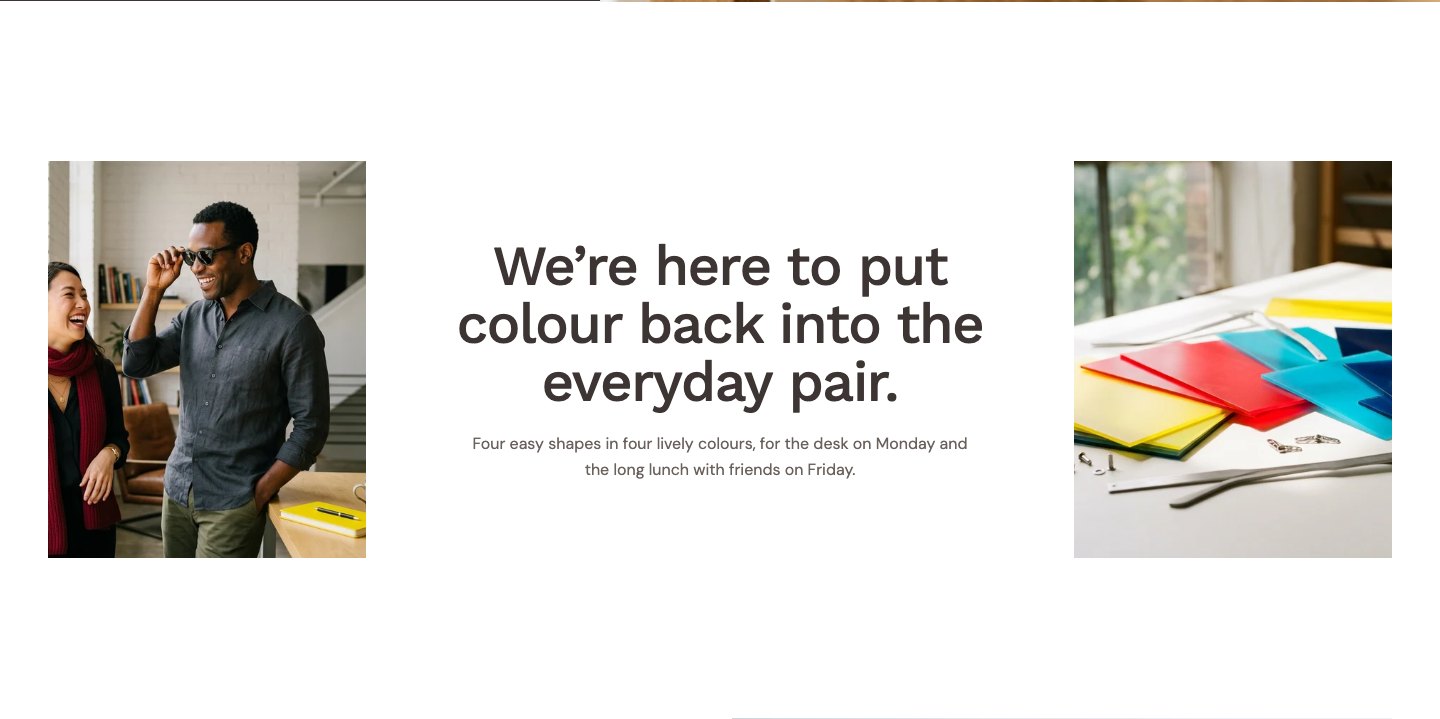 We’re here to put
colour back into the
everyday pair.
Four easy shapes in four lively colours, for the desk on Monday and
the long lunch with friends on Friday.